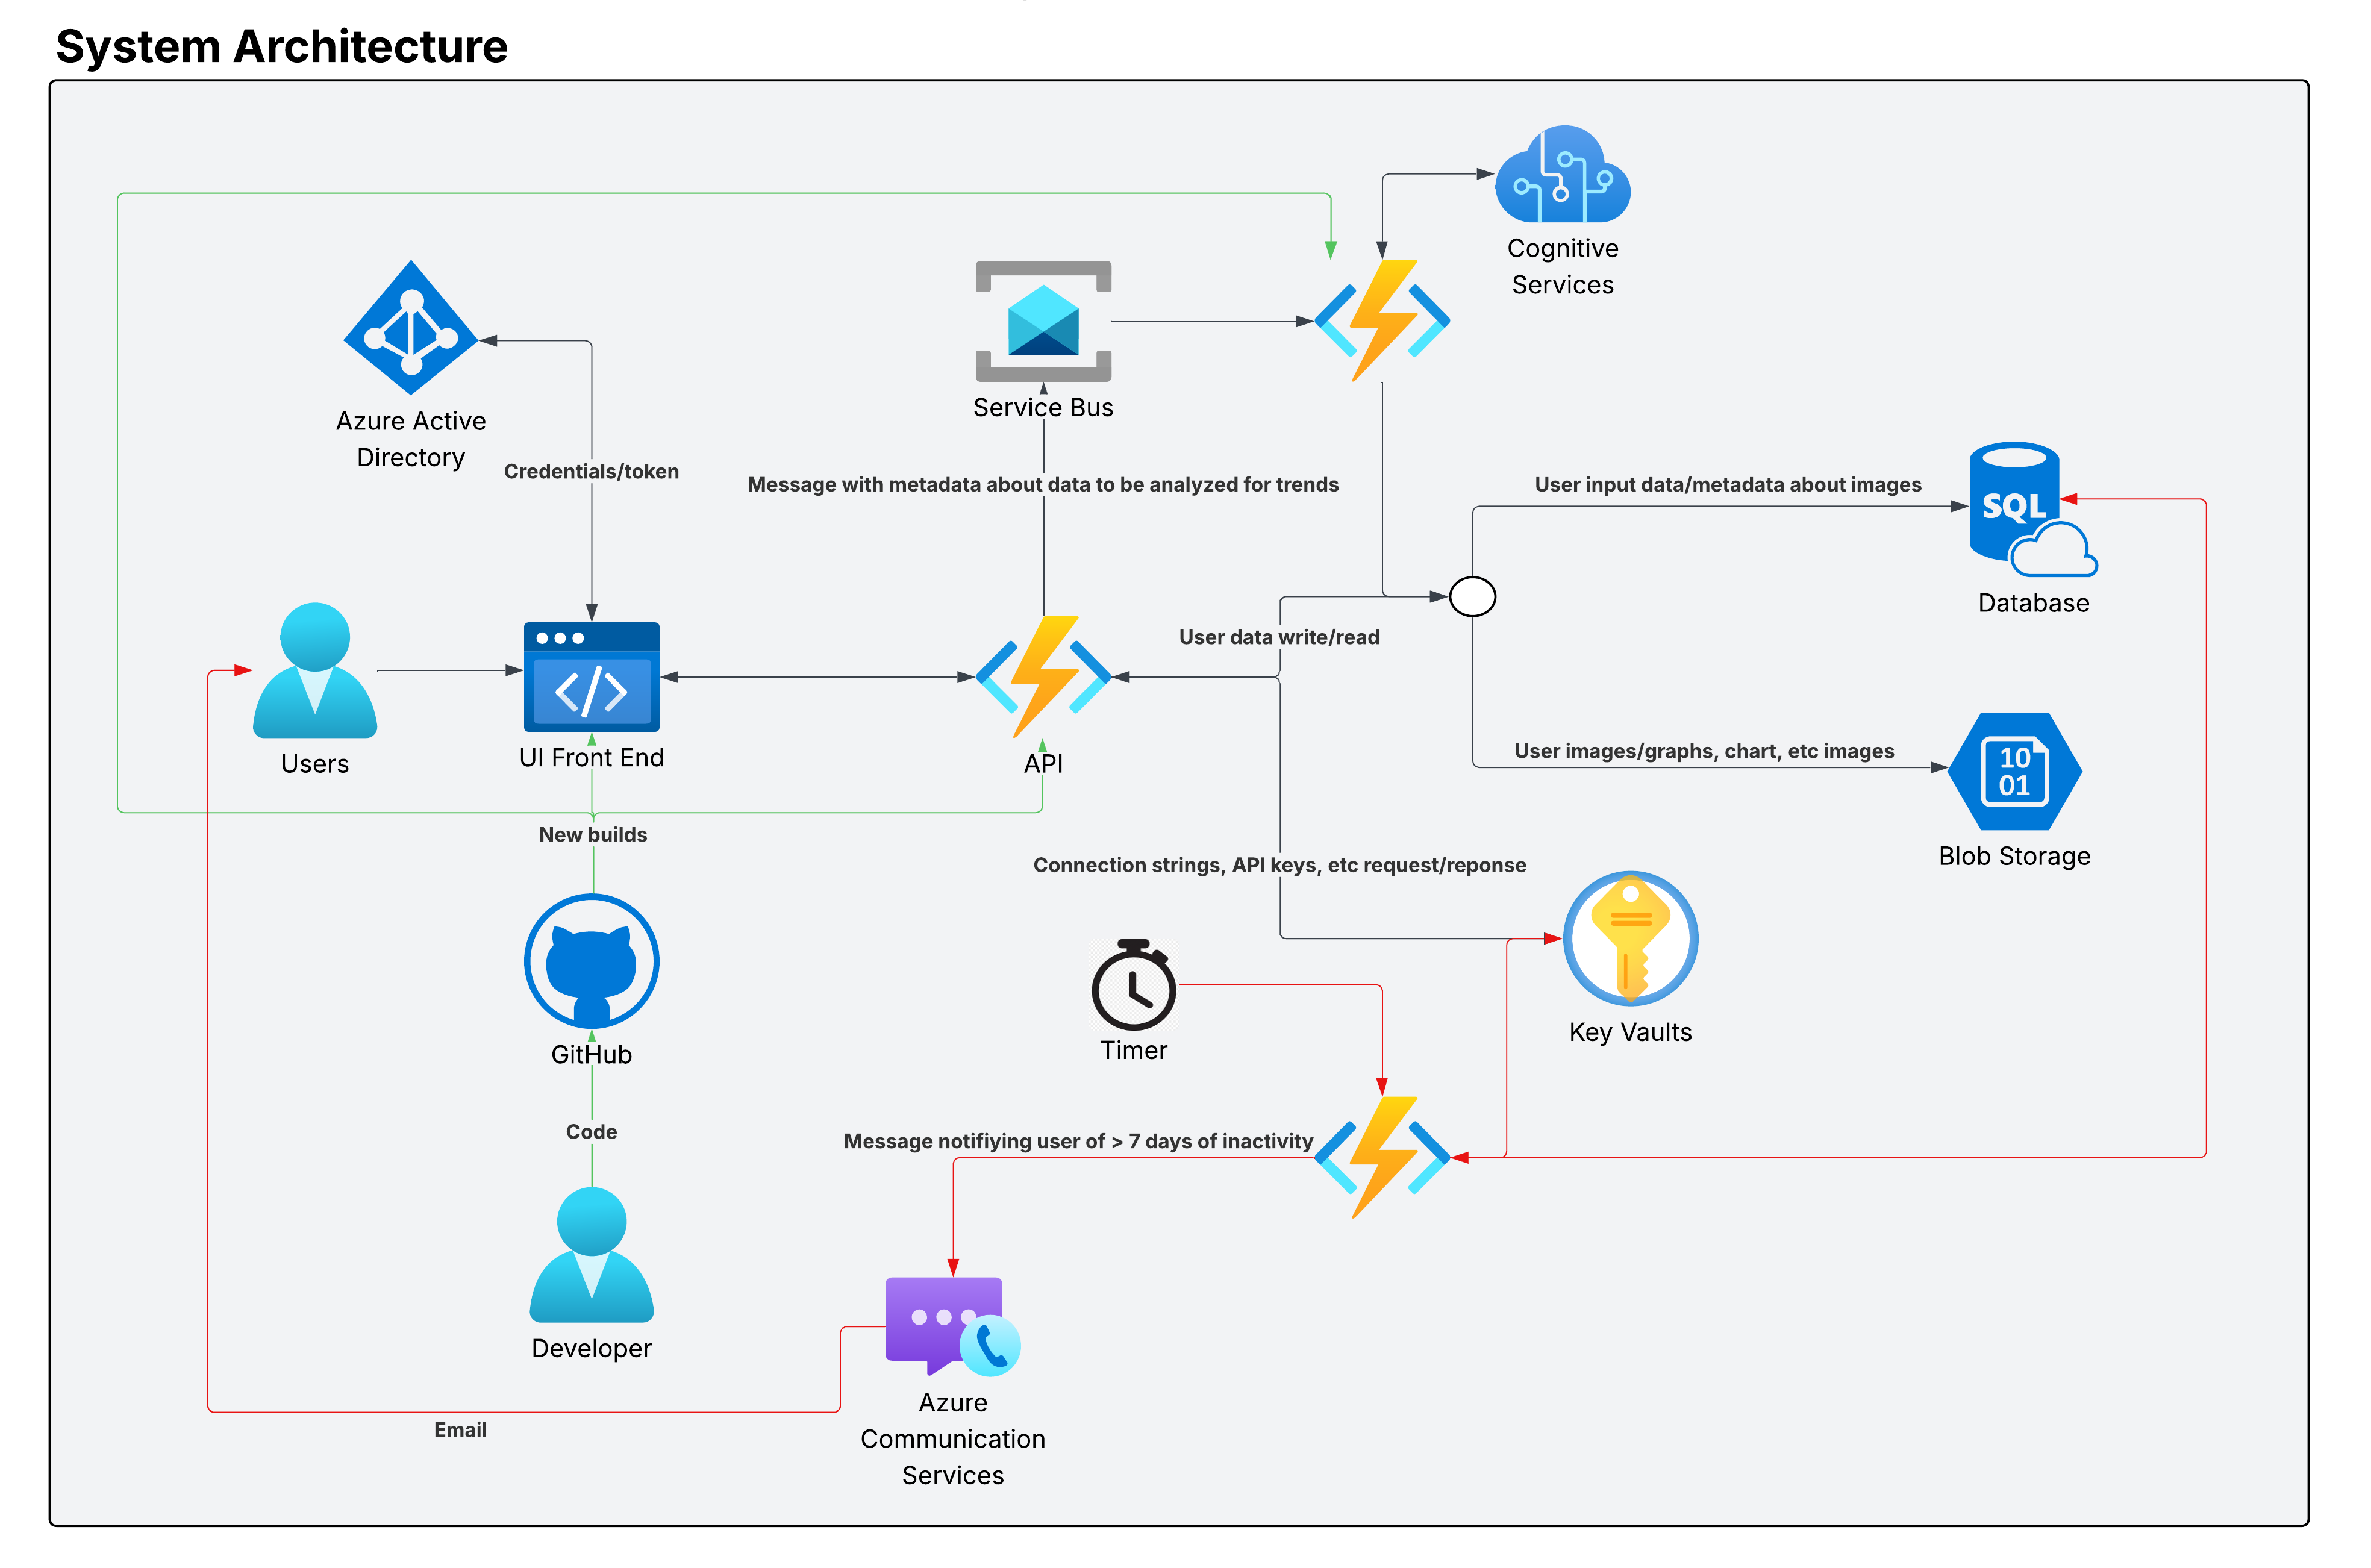 System Architecture
Cognitive
Services
Azure Active
Directory
Service Bus
Credentials/token
Message with metadata about data to be analyzed for trends
User input data/metadata about images
SQL
Database
User data write/read
Users
UI Front End
API
User images/graphs, chart, etc images
10
01
Blob Storage
New builds
Connection strings, API keys, etc request/reponse
Key Vaults
GitHub
Timer
Code
Message notifiying user of > 7 days of inactivity
Developer
Azure
Communication
Services
Email